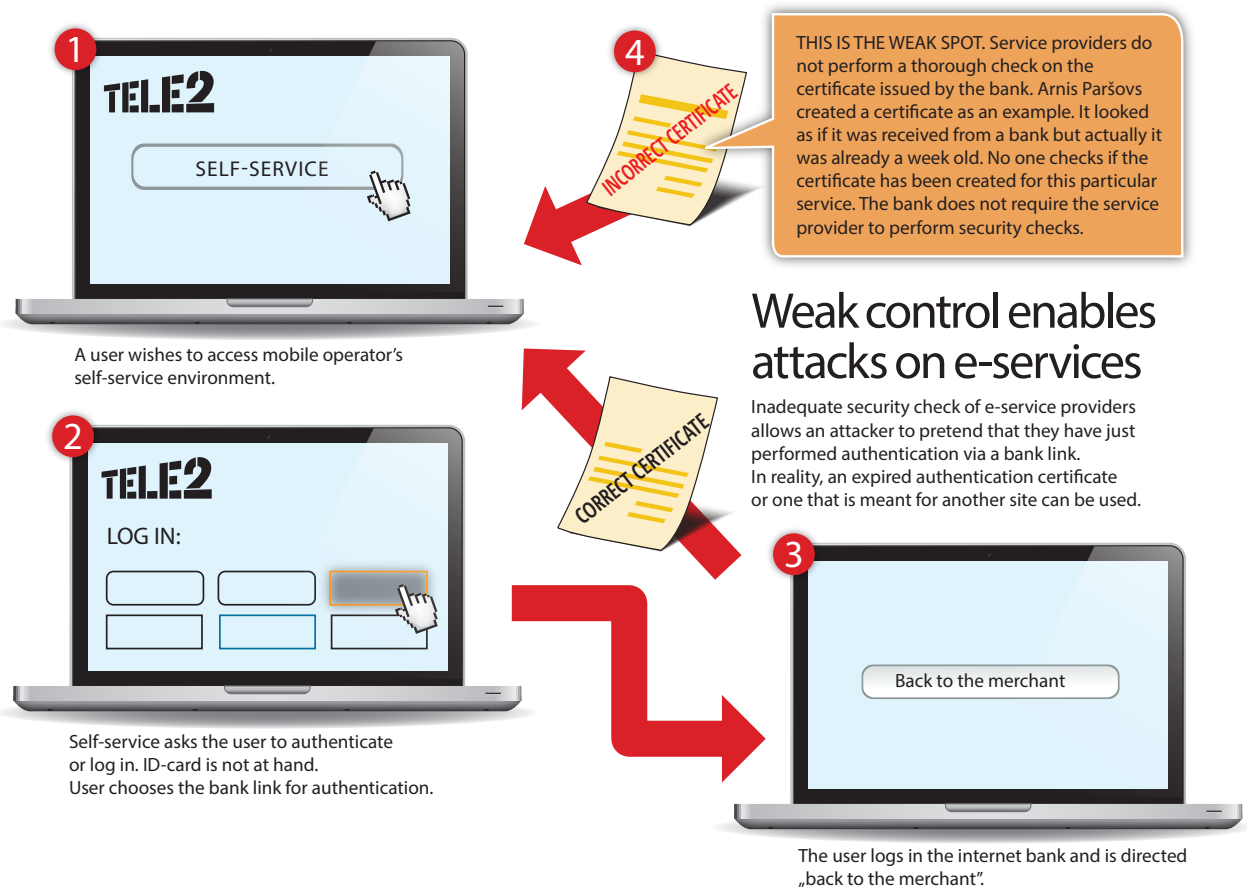 1
TELE2
SELF-SERVICE
A user wishes to access mobile operator's
self-service environment.
2
TELE2
LOG IN:
Self-service asks the user to authenticate
or log in. ID-card is not at hand.
User chooses the bank link for authentication.
4
INCORRECT CERTIFICATE
THIS IS THE WEAK SPOT. Service providers do
not perform a thorough check on the
certificate issued by the bank. Arnis Paršovs
created a certificate as an example. It looked
as if it was received from a bank but actually it
was already a week old. No one checks if the
certificate has been created for this particular
service. The bank does not require the service
provider to perform security checks.
Weak control enables
attacks on e-services
Inadequate security check of e-service providers
allows an attacker to pretend that they have just
performed authentication via a bank link.
In reality, an expired authentication certificate
or one that is meant for another site can be used.
CORRECT CERTIFICATE
3
Back to the merchant
The user logs in the internet bank and is directed
„back to the merchant”.